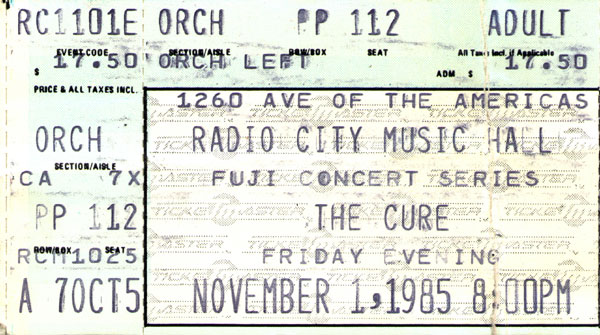 RC1101E ORCH PP 112 ADULT
EVENT CODE SECTION/AISLE ROW/BOX SEAT All Taxes Incl. if Applicable
$ 17.50 ORCH LEFT ADM $ 17.50
PRICE & ALL TAXES INCL.
1260 AVE OF THE AMERICAS
ORCH RADIO CITY MUSIC HALL
SECTION/AISLE
CA 7X FUJI CONCERT SERIES
PP 112 THE CURE
ROW/BOX SEAT
RCM1025 FRIDAY EVENING
A 7OCT5 NOVEMBER 1,1985 8:00PM
TICKETMASTER